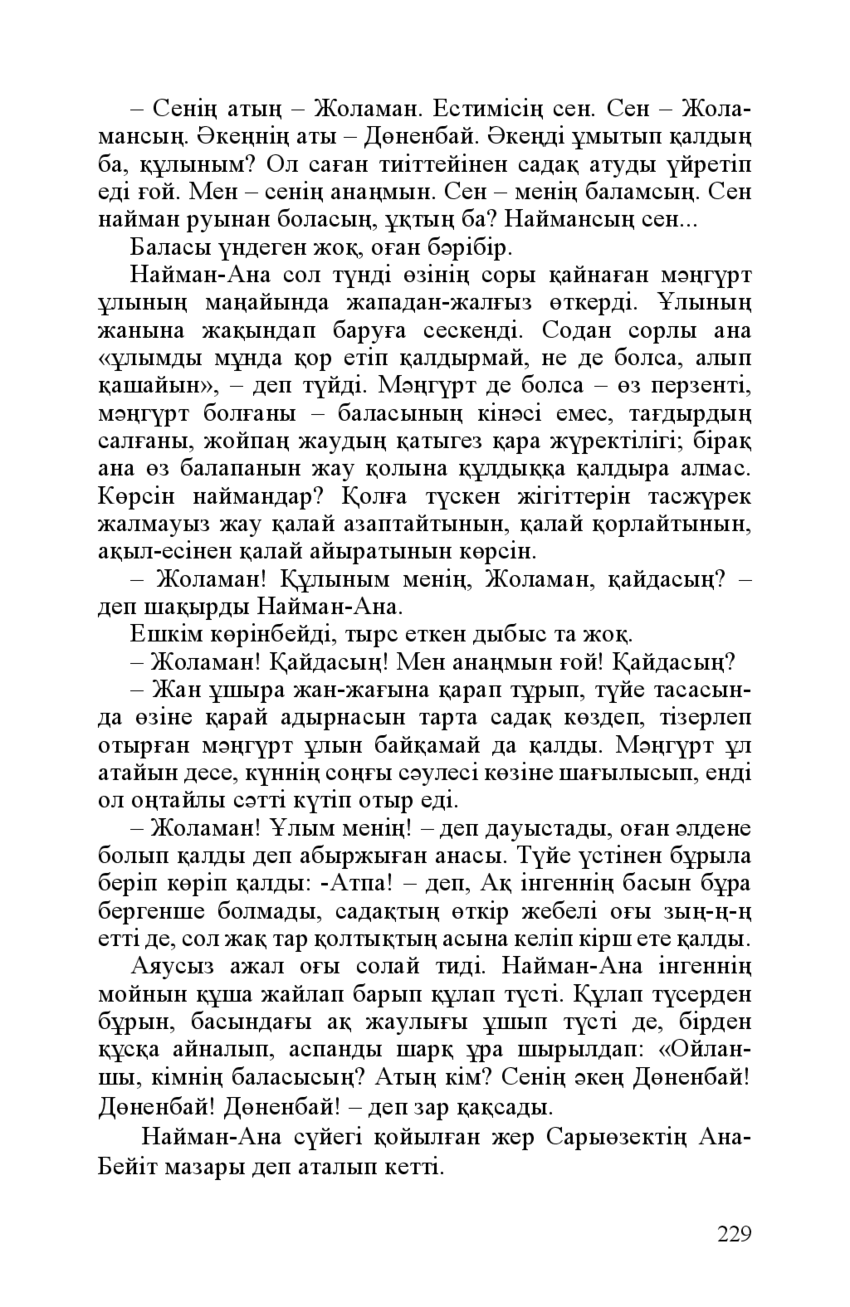 – Сенің атың – Жоламан. Естимісің сен. Сен – Жола-
мансың. Әкеңнің аты – Дөненбай. Әкеңді ұмытып қалдың
ба, құлыным? Ол саған тиіттейінен садақ атуды үйретіп
еді ғой. Мен – сенің анаңмын. Сен – менің баламсың. Сен
найман руынан боласың, ұқтың ба? Наймансың сен...
Баласы үндеген жоқ, оған бәрібір.
Найман-Ана сол түнді өзінің соры қайнаған мәңгүрт
ұлының маңайында жападан-жалғыз өткерді. Ұлының
жанына жақындап баруға сескенді. Содан сорлы ана
«ұлымды мұнда қор етіп қалдырмай, не де болса, алып
қашайын», – деп түйді. Мәңгүрт де болса – өз перзенті,
мәңгүрт болғаны – баласының кінәсі емес, тағдырдың
салғаны, жойпаң жаудың қатыгез қара жүректілігі; бірақ
ана өз балапанын жау қолына құлдыққа қалдыра алмас.
Көрсін наймандар? Қолға түскен жігіттерін тасжүрек
жалмауыз жау қалай азаптайтынын, қалай қорлайтынын,
ақыл-есінен қалай айыратынын көрсін.
– Жоламан! Құлыным менің, Жоламан, қайдасың? –
деп шақырды Найман-Ана.
Ешкім көрінбейді, тырс еткен дыбыс та жоқ.
– Жоламан! Қайдасың! Мен анаңмын ғой! Қайдасың?
– Жан ұшыра жан-жағына қарап тұрып, түйе тасасын-
да өзіне қарай адырнасын тарта садақ көздеп, тізерлеп
отырған мәңгүрт ұлын байқамай да қалды. Мәңгүрт ұл
атайын десе, күннің соңғы сәулесі көзіне шағылысып, енді
ол оңтайлы сәтті күтіп отыр еді.
– Жоламан! Ұлым менің! – деп дауыстады, оған әлдене
болып қалды деп абыржыған анасы. Түйе үстінен бұрыла
беріп көріп қалды: -Атпа! – деп, Ақ інгеннің басын бұра
бергенше болмады, садақтың өткір жебелі оғы зың-ң-ң
етті де, сол жақ тар қолтықтың асына келіп кірш ете қалды.
Аяусыз ажал оғы солай тиді. Найман-Ана інгеннің
мойнын құша жайлап барып құлап түсті. Құлап түсерден
бұрын, басындағы ақ жаулығы ұшып түсті де, бірден
құсқа айналып, аспанды шарқ ұра шырылдап: «Ойлан-
шы, кімнің баласысың? Атың кім? Сенің әкең Дөненбай!
Дөненбай! Дөненбай! – деп зар қақсады.
Найман-Ана сүйегі қойылған жер Сарыөзектің Ана-
Бейіт мазары деп аталып кетті.
229